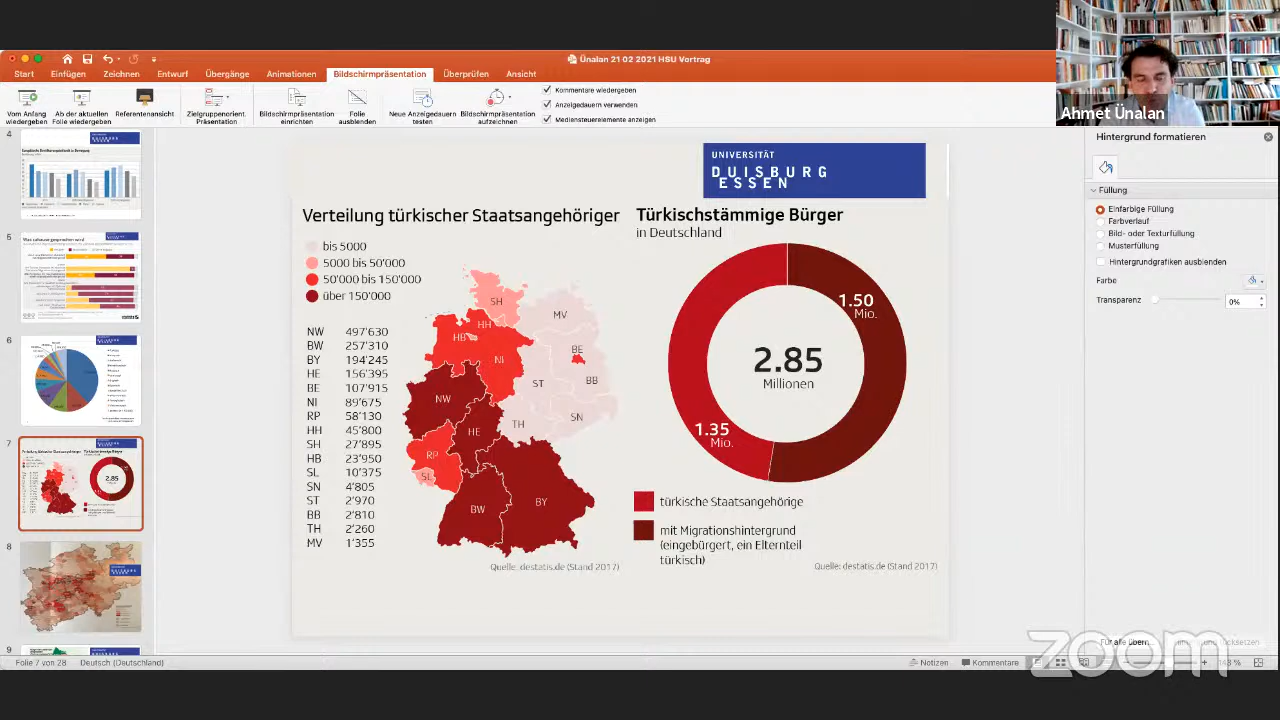 Ünalan 21 02 2021 HSU Vortrag
Start Einfügen Zeichnen Entwurf Übergänge Animationen Bildschirmpräsentation Überprüfen Ansicht
Vom Anfang wiedergeben
Ab der aktuellen Folie wiedergeben
Referentenansicht
Zielgruppenorient. Präsentation
Bildschirmpräsentation einrichten
Folie ausblenden
Neue Anzeigedauern testen
Bildschirmpräsentation aufzeichnen
Kommentare wiedergeben
Anzeigedauern verwenden
Mediensteuerelemente anzeigen
Ahmet Ünalan
4
5
6
7
8
9
UNIVERSITÄT
DUISBURG
ESSEN
Verteilung türkischer Staatsangehöriger
bis 5000
5000 bis 50'000
über 150'000
NW 497'630
BW 257'310
BY 194'245
HE 156'395
BE 107'915
NI 89'675
RP 58'130
HH 45'800
SH 27'895
HB 23'950
SL 10'375
SN 4'805
ST 2'970
BB 2'810
TH 2'260
MV 1'355
SH
MV
HH
HB
BE
NI
ST
BB
NW
SN
TH
HE
RP
SL
BY
BW
Quelle: destatis.de (Stand 2017)
Türkischstämmige Bürger
in Deutschland
1.50
Mio.
2.85
Millionen
1.35
Mio.
türkische Staatsangehörige
mit Migrationshintergrund
(eingebürgert, ein Elternteil
türkisch)
Quelle: destatis.de (Stand 2017)
Hintergrund formatieren
Füllung
Einfarbige Füllung
Farbverlauf
Bild- oder Texturfüllung
Musterfüllung
Hintergrundgrafiken ausblenden
Farbe
Transparenz 0%
Folie 7 von 28 Deutsch (Deutschland)
Notizen Kommentare
zoom